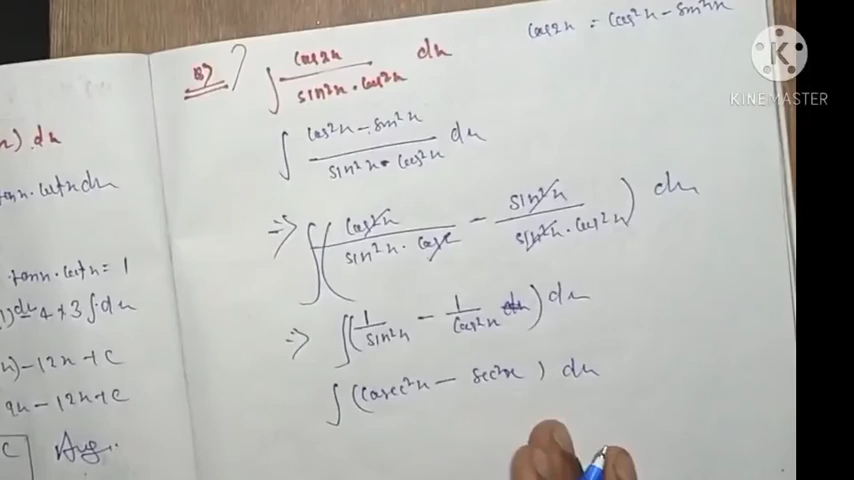 cos2x = cos²x - sin²x
K
KINEMASTER
8) ∫ cos2x / sin²x · cos²x dx
∫ cos²x - sin²x / sin²x · cos²x dx
⇒ ∫( cos²x / sin²x · cos²x - sin²x / sin²x · cos²x ) dx
⇒ ∫( 1 / sin²x - 1 / cos²x ) dx
∫(cosec²x - sec²x) dx
x) dx
tanx · cotx dx
tanx · cotx = 1
4 + 3∫dx
x) - 12x + C
9x - 12x + C
C Ans.